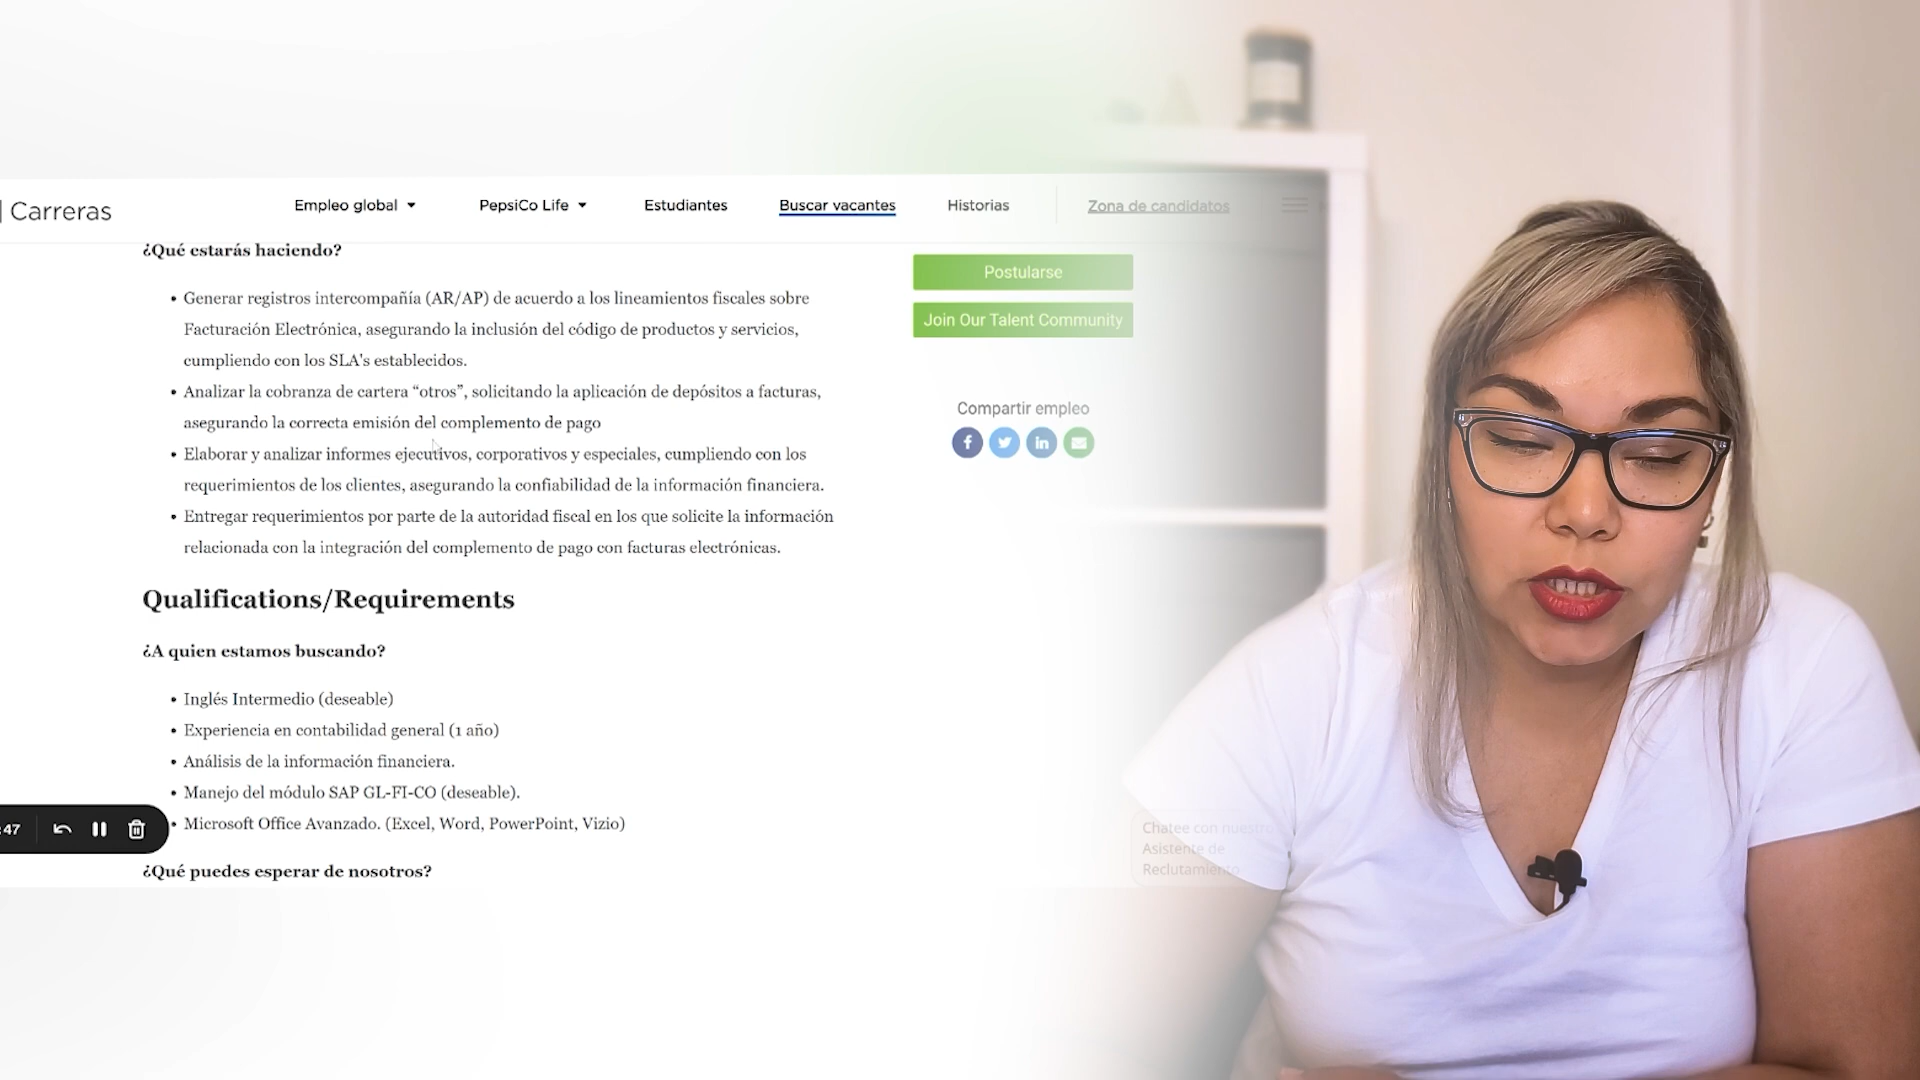 Carreras
Empleo global
PepsiCo Life
Estudiantes
Buscar vacantes
Historias
Zona de candidatos
¿Qué estarás haciendo?
• Generar registros intercompañía (AR/AP) de acuerdo a los lineamientos fiscales sobre
Facturación Electrónica, asegurando la inclusión del código de productos y servicios,
cumpliendo con los SLA's establecidos.
• Analizar la cobranza de cartera “otros”, solicitando la aplicación de depósitos a facturas,
asegurando la correcta emisión del complemento de pago
• Elaborar y analizar informes ejecutivos, corporativos y especiales, cumpliendo con los
requerimientos de los clientes, asegurando la confiabilidad de la información financiera.
• Entregar requerimientos por parte de la autoridad fiscal en los que solicite la información
relacionada con la integración del complemento de pago con facturas electrónicas.
Qualifications/Requirements
¿A quien estamos buscando?
• Inglés Intermedio (deseable)
• Experiencia en contabilidad general (1 año)
• Análisis de la información financiera.
• Manejo del módulo SAP GL-FI-CO (deseable).
• Microsoft Office Avanzado. (Excel, Word, PowerPoint, Vizio)
¿Qué puedes esperar de nosotros?
:47
Postularse
Join Our Talent Community
Compartir empleo
Chatee con nuestro
Asistente de
Reclutamiento